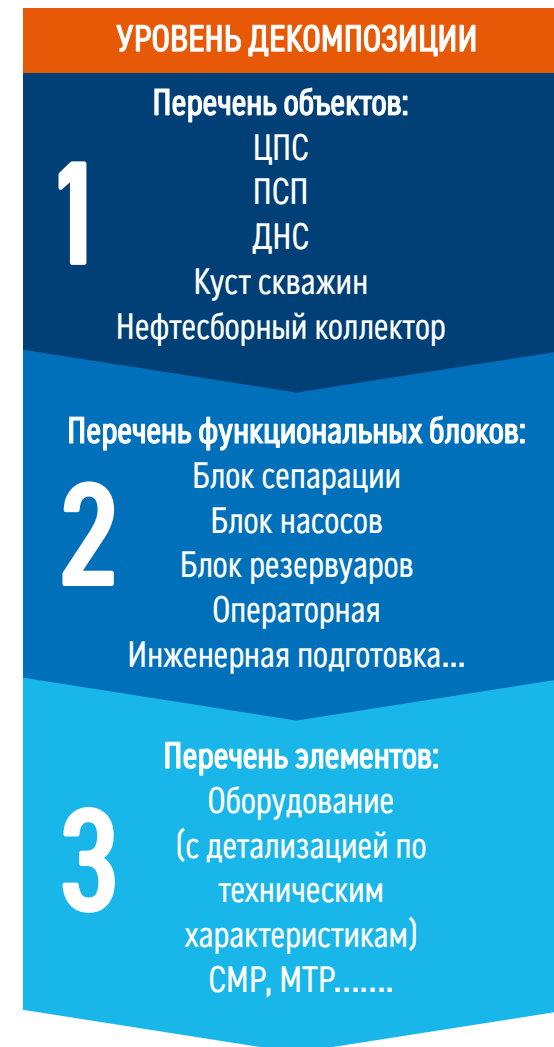 УРОВЕНЬ ДЕКОМПОЗИЦИИ
1
Перечень объектов:
ЦПС
ПСП
ДНС
Куст скважин
Нефтесборный коллектор
2
Перечень функциональных блоков:
Блок сепарации
Блок насосов
Блок резервуаров
Операторная
Инженерная подготовка...
3
Перечень элементов:
Оборудование
(с детализацией по
техническим
характеристикам)
СМР, МТР.......